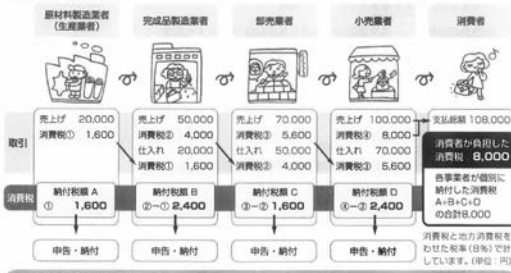 原材料製造業者
(生産業者)
完成品製造業者
卸売業者
小売業者
消費者
取引
売上げ 20,000
消費税① 1,600
売上げ 50,000
消費税② 4,000
仕入れ 20,000
消費税① 1,600
売上げ 70,000
消費税③ 5,600
仕入れ 50,000
消費税② 4,000
売上げ 100,000
消費税④ 8,000
仕入れ 70,000
消費税③ 5,600
支払総額 108,000
消費者が負担した
消費税 8,000
各事業者が個別に
納付した消費税
A+B+C+D
の合計8,000
消費税
納付税額 A
① 1,600
納付税額 B
②-① 2,400
納付税額 C
③-② 1,600
納付税額 D
④-③ 2,400
消費税と地方消費税を
わせた税率(8%)で計
しています。(単位:円)
申告・納付
申告・納付
申告・納付
申告・納付